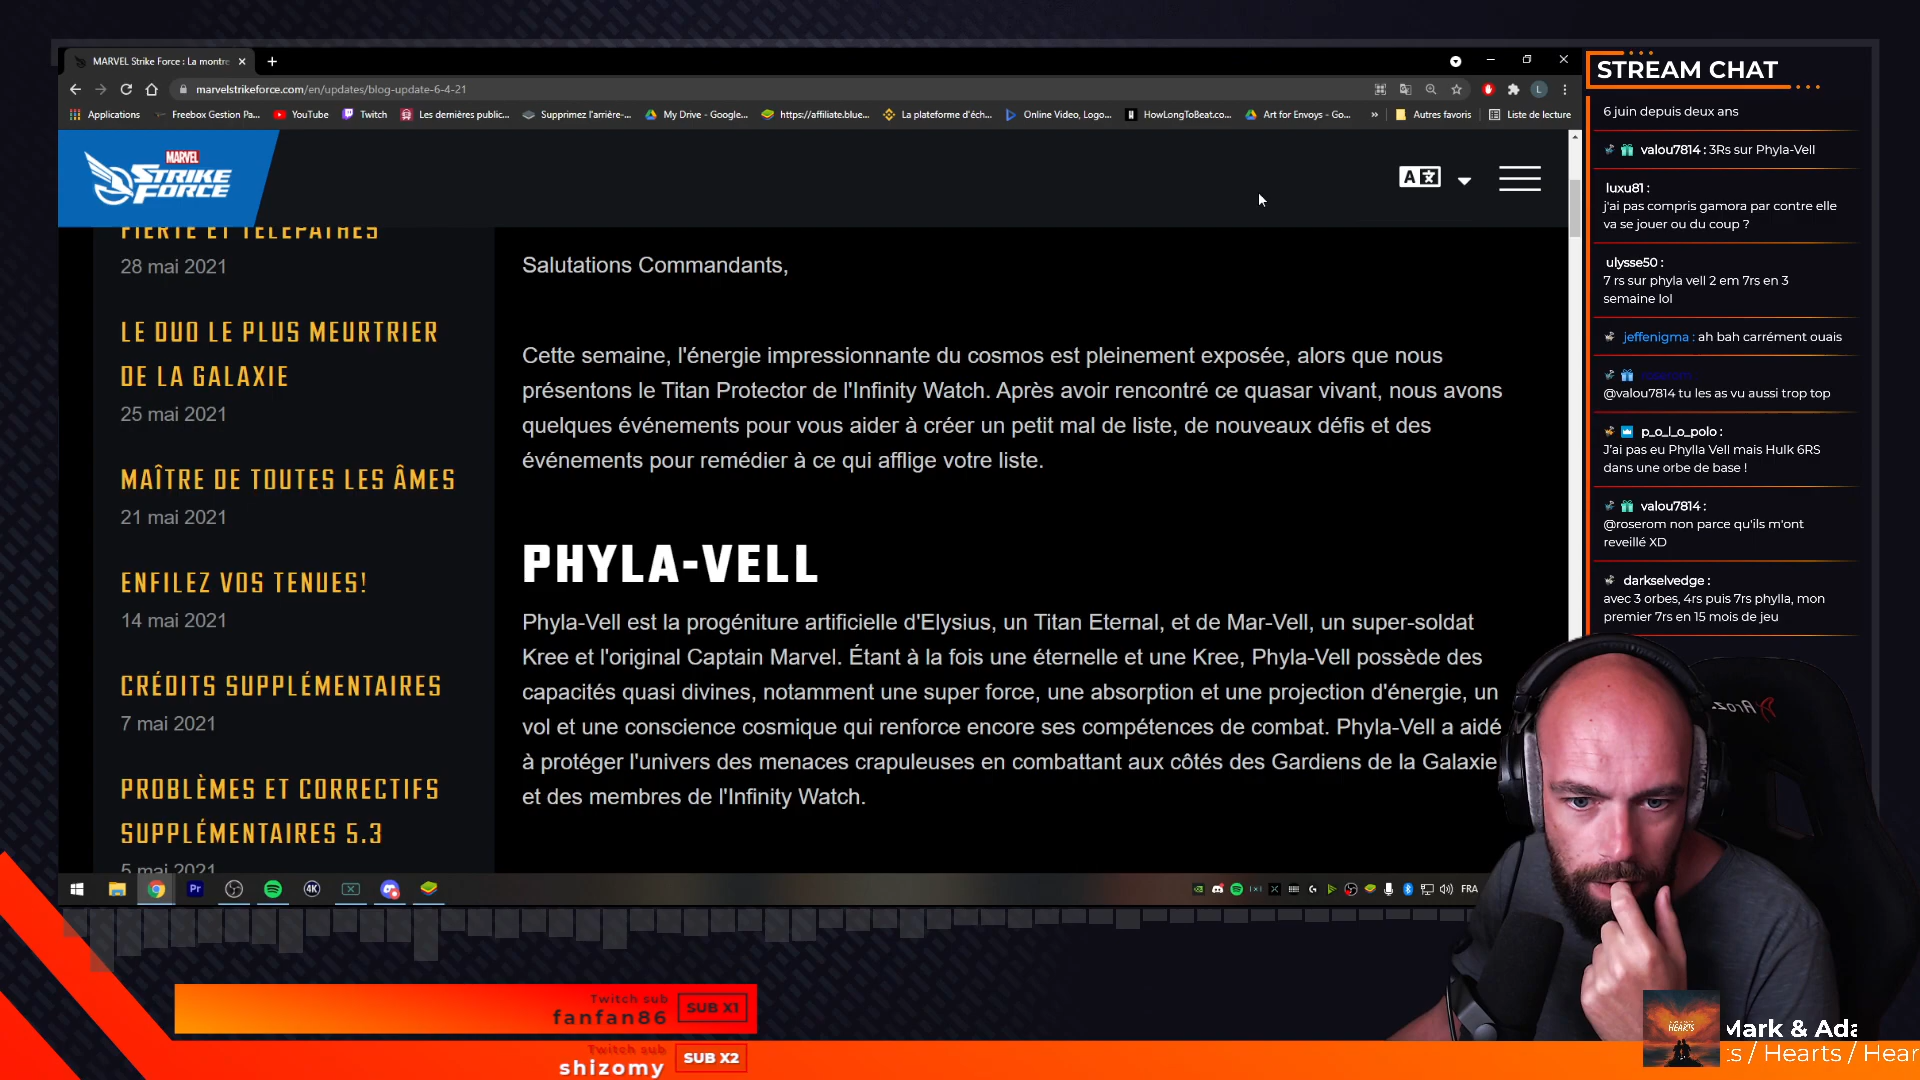 MARVEL Strike Force : La montre
marvelstrikeforce.com/en/updates/blog-update-6-4-21
Applications
Freebox Gestion Pa...
YouTube
Twitch
Les dernières public...
Supprimez l'arrière-...
My Drive - Google...
https://affiliate.blue...
La plateforme d'éch...
Online Video, Logo...
HowLongToBeat.co...
Art for Envoys - Go...
»
Autres favoris
Liste de lecture
MARVEL
STRIKE
FORCE
FIERTÉ ET TÉLÉPATHES
28 mai 2021
LE DUO LE PLUS MEURTRIER
DE LA GALAXIE
25 mai 2021
MAÎTRE DE TOUTES LES ÂMES
21 mai 2021
ENFILEZ VOS TENUES!
14 mai 2021
CRÉDITS SUPPLÉMENTAIRES
7 mai 2021
PROBLÈMES ET CORRECTIFS
SUPPLÉMENTAIRES 5.3
5 mai 2021
Salutations Commandants,
Cette semaine, l'énergie impressionnante du cosmos est pleinement exposée, alors que nous
présentons le Titan Protector de l'Infinity Watch. Après avoir rencontré ce quasar vivant, nous avons
quelques événements pour vous aider à créer un petit mal de liste, de nouveaux défis et des
événements pour remédier à ce qui afflige votre liste.
PHYLA-VELL
Phyla-Vell est la progéniture artificielle d'Elysius, un Titan Eternal, et de Mar-Vell, un super-soldat
Kree et l'original Captain Marvel. Étant à la fois une éternelle et une Kree, Phyla-Vell possède des
capacités quasi divines, notamment une super force, une absorption et une projection d'énergie, un
vol et une conscience cosmique qui renforce encore ses compétences de combat. Phyla-Vell a aidé
à protéger l'univers des menaces crapuleuses en combattant aux côtés des Gardiens de la Galaxie
et des membres de l'Infinity Watch.
Pr
4K
FRA
STREAM CHAT
6 juin depuis deux ans
valou7814 : 3Rs sur Phyla-Vell
luxu81 :
j'ai pas compris gamora par contre elle
va se jouer ou du coup ?
ulysse50 :
7 rs sur phyla vell 2 em 7rs en 3
semaine lol
jeffenigma : ah bah carrément ouais
@valou7814 tu les as vu aussi trop top
p_o_l_o_polo :
J'ai pas eu Phylla Vell mais Hulk 6RS
dans une orbe de base !
valou7814 :
@roserom non parce qu'ils m'ont
reveillé XD
darkselvedge :
avec 3 orbes, 4rs puis 7rs phylla, mon
premier 7rs en 15 mois de jeu
Twitch sub
fanfan86
SUB X1
Twitch sub
shizomy
SUB X2
HEARTS
Mark & Ada
ts / Hearts / Hear